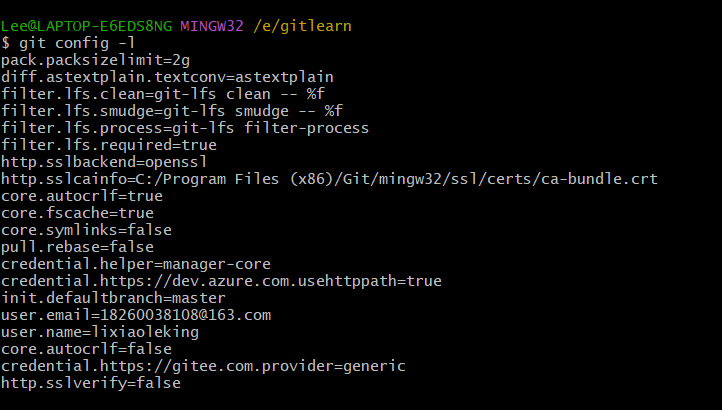 Lee@LAPTOP-E6EDS8NG MINGW32 /e/gitlearn
$ git config -l
pack.packsizelimit=2g
diff.astextplain.textconv=astextplain
filter.lfs.clean=git-lfs clean -- %f
filter.lfs.smudge=git-lfs smudge -- %f
filter.lfs.process=git-lfs filter-process
filter.lfs.required=true
http.sslbackend=openssl
http.sslcainfo=C:/Program Files (x86)/Git/mingw32/ssl/certs/ca-bundle.crt
core.autocrlf=true
core.fscache=true
core.symlinks=false
pull.rebase=false
credential.helper=manager-core
credential.https://dev.azure.com.usehttppath=true
init.defaultbranch=master
user.email=18260038108@163.com
user.name=lixiaoleking
core.autocrlf=false
credential.https://gitee.com.provider=generic
http.sslverify=false